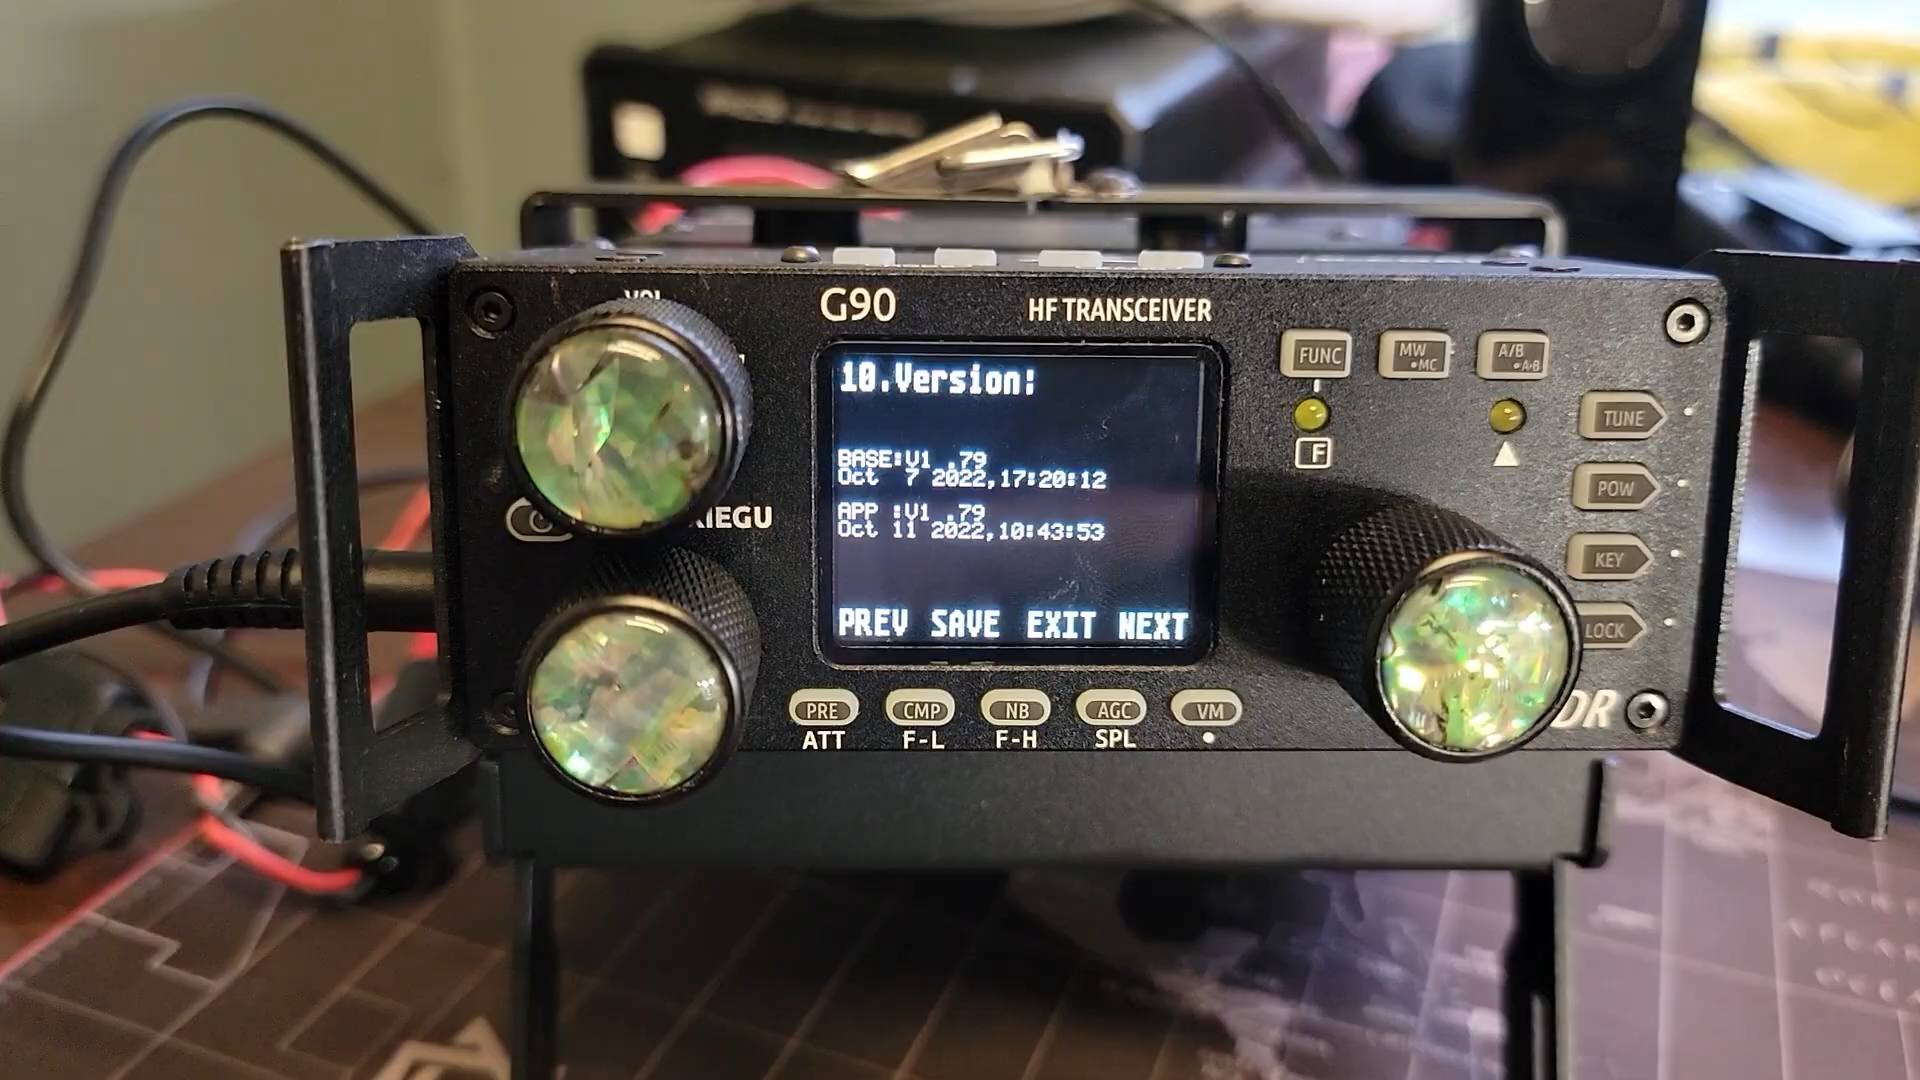 VOL
G90
HF TRANSCEIVER
10.Version:
BASE:V1 .79
Oct  7 2022,17:20:12
APP :V1 .79
Oct 11 2022,10:43:53
PREV SAVE EXIT NEXT
FUNC
MW
MC
A/B
A›B
F
TUNE
POW
KEY
LOCK
XIEGU
PRE
CMP
NB
AGC
VM
ATT
F-L
F-H
SPL